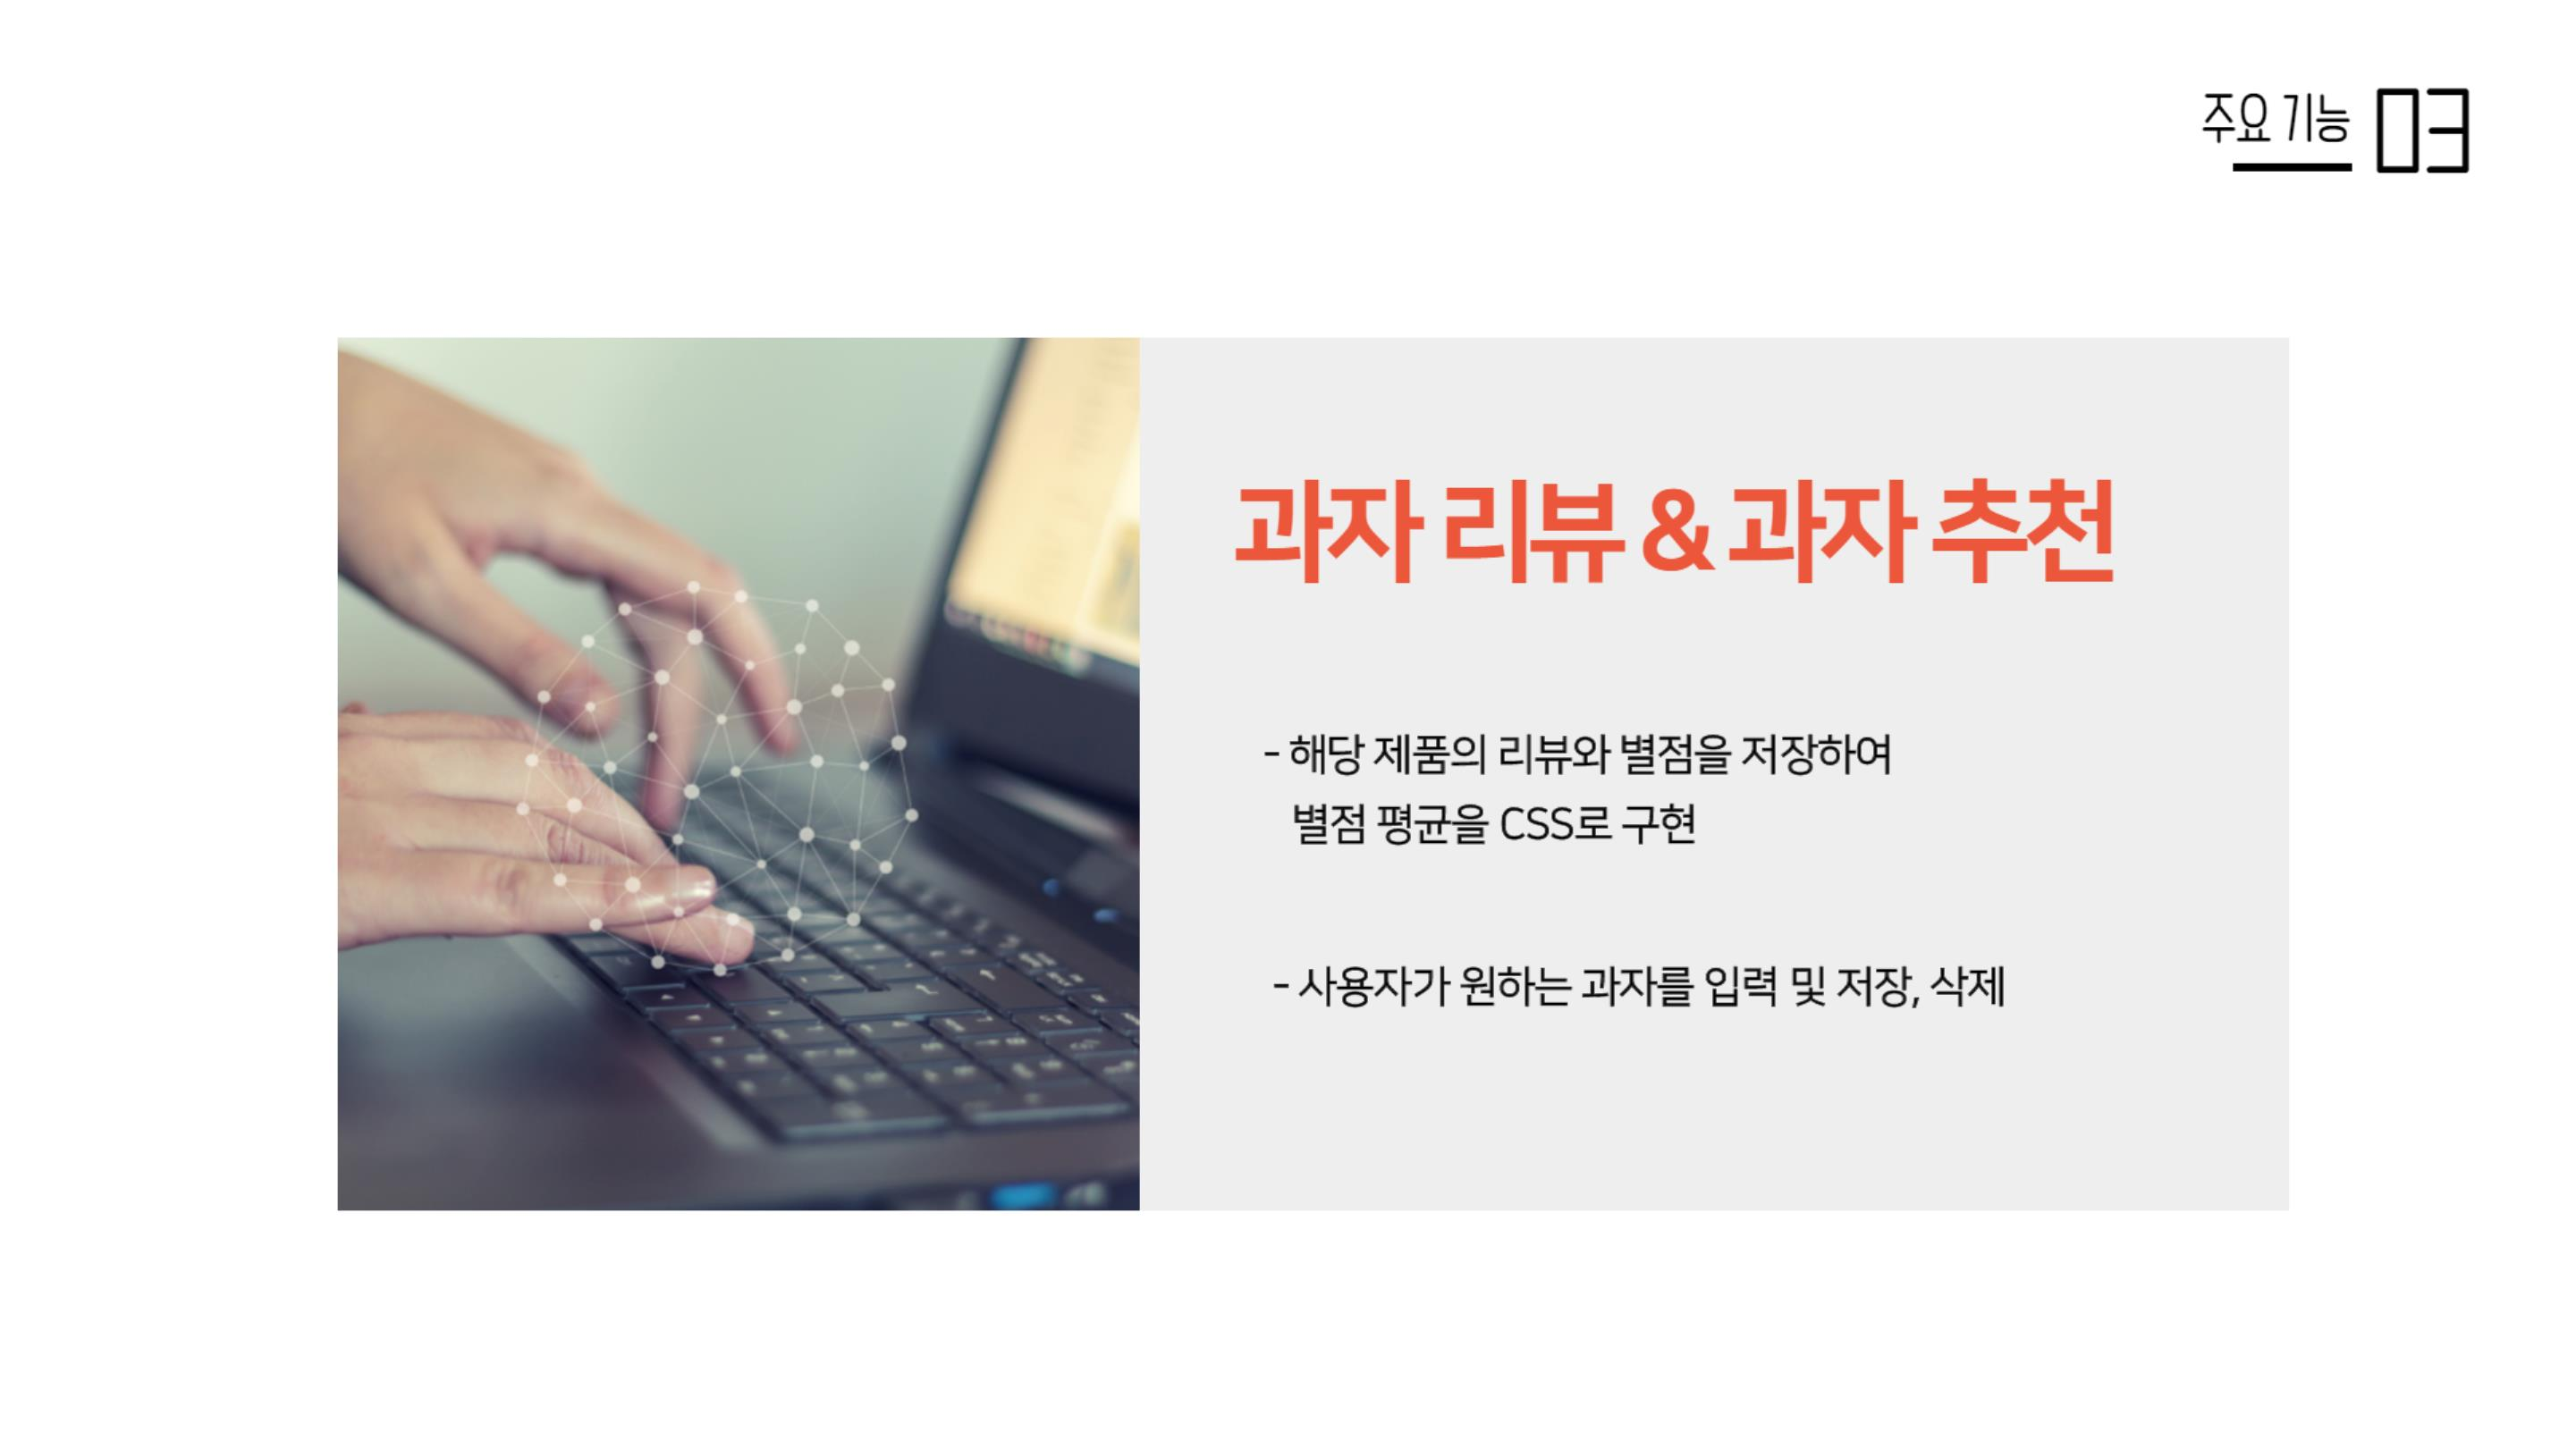 주요 기능 03
과자 리뷰 & 과자 추천
- 해당 제품의 리뷰와 별점을 저장하여
별점 평균을 CSS로 구현
- 사용자가 원하는 과자를 입력 및 저장, 삭제